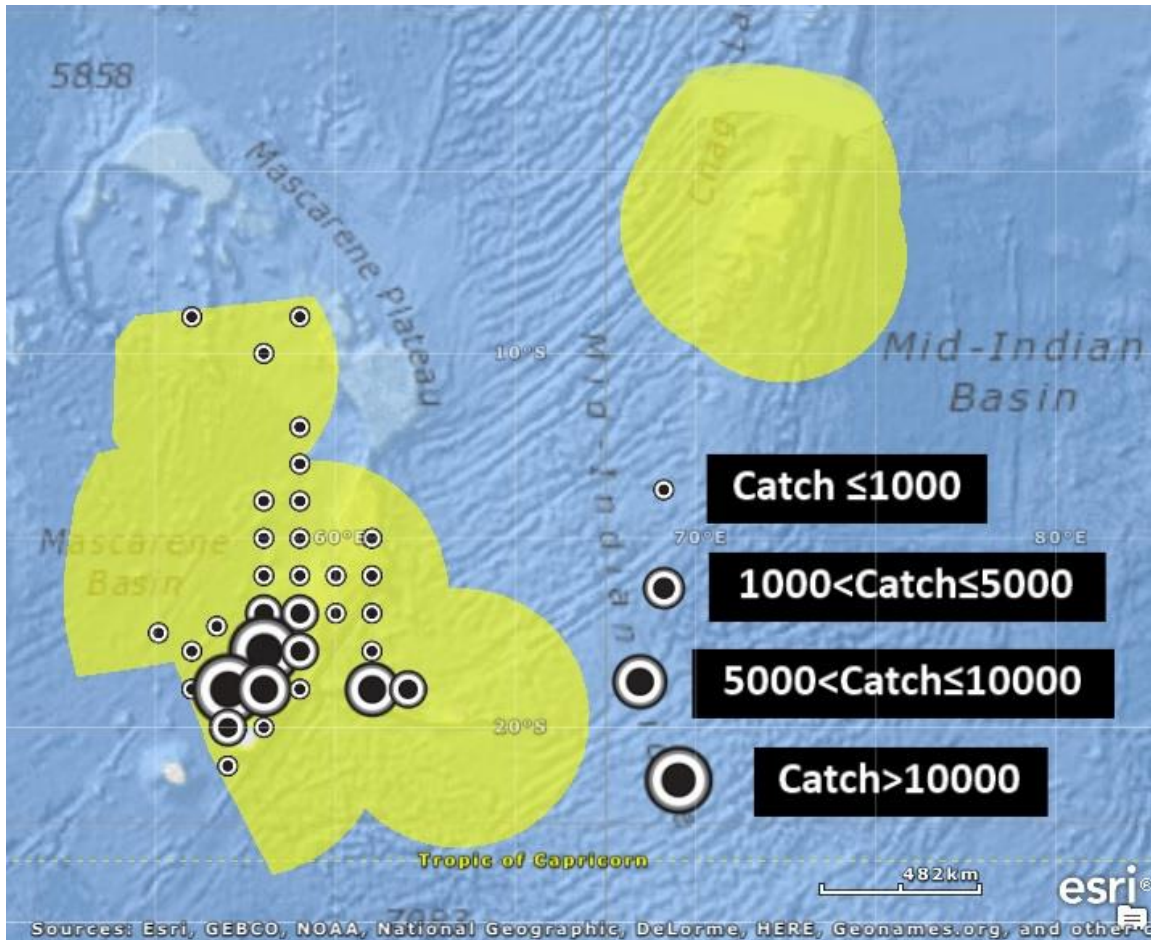 5858
Mascarene Plateau
10°S
Mid-Indian
Basin
Catch ≤1000
Mascarene
Basin
60°E
70°E
80°E
1000<Catch≤5000
5000<Catch≤10000
20°S
Catch>10000
Tropic of Capricorn
482km
esri
Sources: Esri, GEBCO, NOAA, National Geographic, DeLorme, HERE, Geonames.org, and other